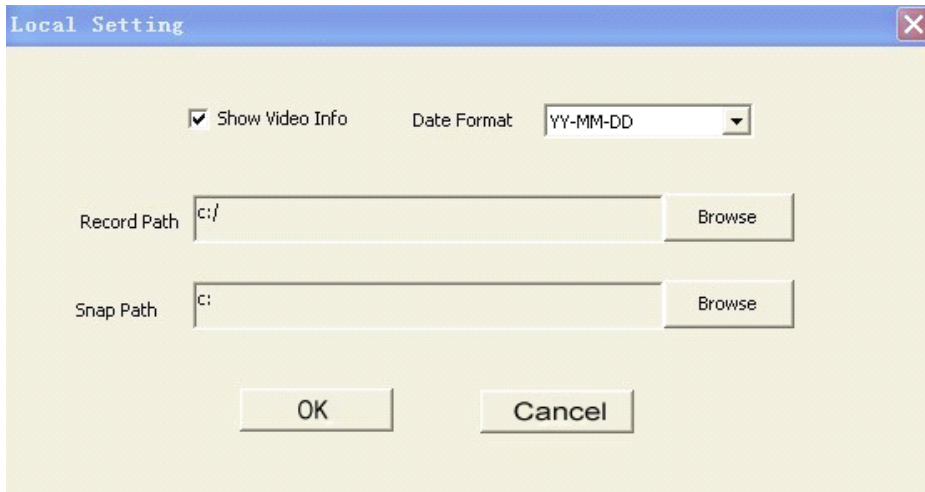 Local Setting
Show Video Info Date Format YY-MM-DD
Record Path c:/ Browse
Snap Path c: Browse
OK Cancel